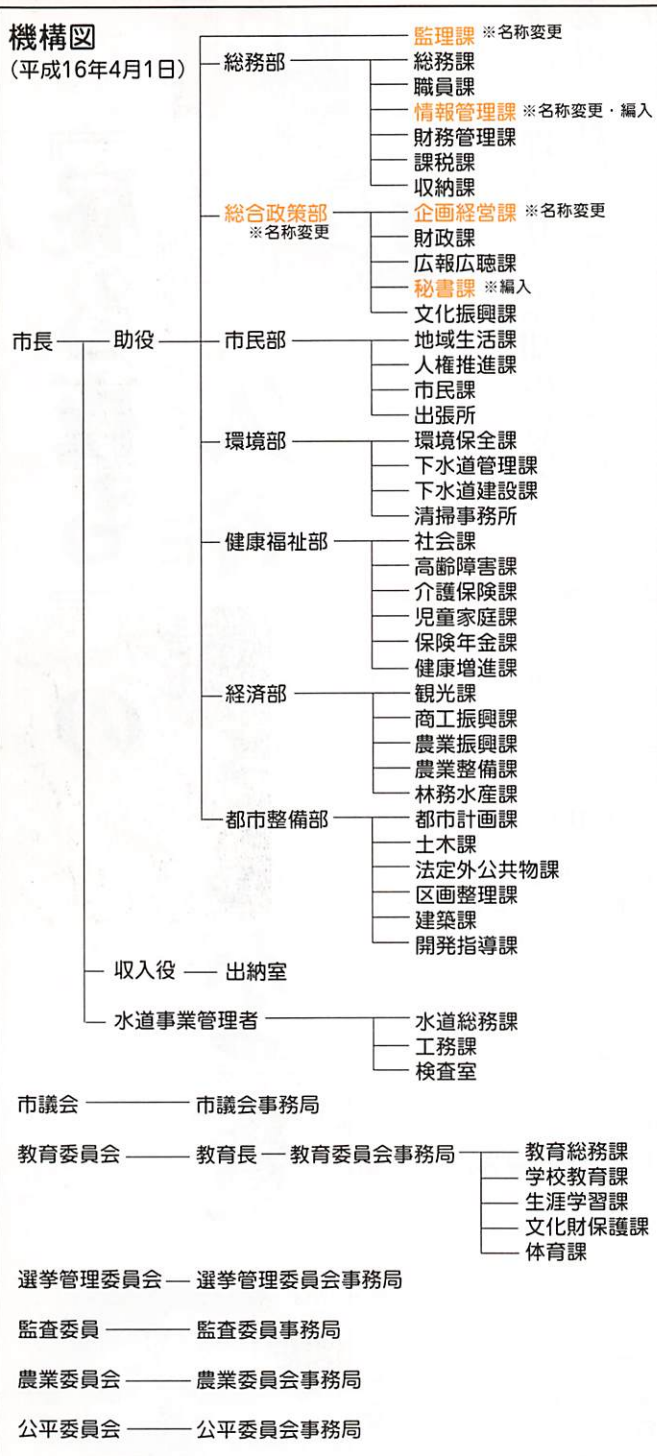 機構図
(平成16年4月1日)
監理課 ※名称変更
総務部
総務課
職員課
情報管理課 ※名称変更・編入
財務管理課
課税課
収納課
総合政策部
※名称変更
企画経営課 ※名称変更
財政課
広報広聴課
秘書課 ※編入
文化振興課
市長 助役 市民部
地域生活課
人権推進課
市民課
出張所
環境部
環境保全課
下水道管理課
下水道建設課
清掃事務所
健康福祉部
社会課
高齢障害課
介護保険課
児童家庭課
保険年金課
健康増進課
経済部
観光課
商工振興課
農業振興課
農業整備課
林務水産課
都市整備部
都市計画課
土木課
法定外公共物課
区画整理課
建築課
開発指導課
収入役 出納室
水道事業管理者
水道総務課
工務課
検査室
市議会 市議会事務局
教育委員会 教育長 教育委員会事務局
教育総務課
学校教育課
生涯学習課
文化財保護課
体育課
選挙管理委員会 選挙管理委員会事務局
監査委員 監査委員事務局
農業委員会 農業委員会事務局
公平委員会 公平委員会事務局